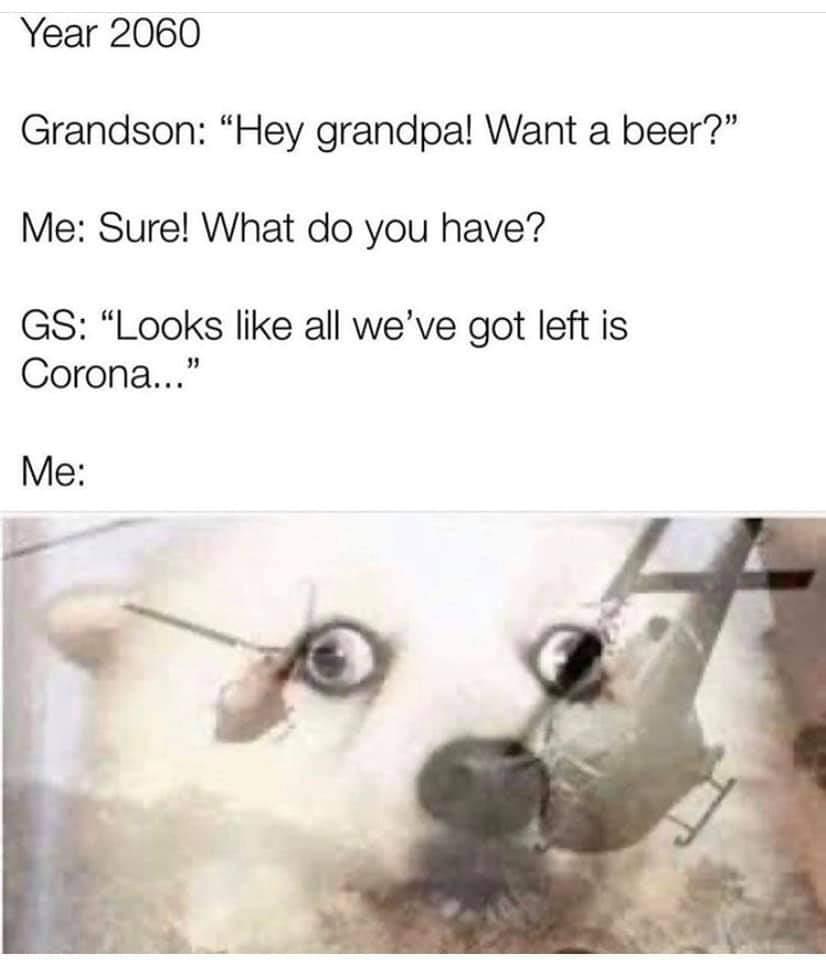 Year 2060
Grandson: “Hey grandpa! Want a beer?”
Me: Sure! What do you have?
GS: “Looks like all we’ve got left is
Corona...”
Me: